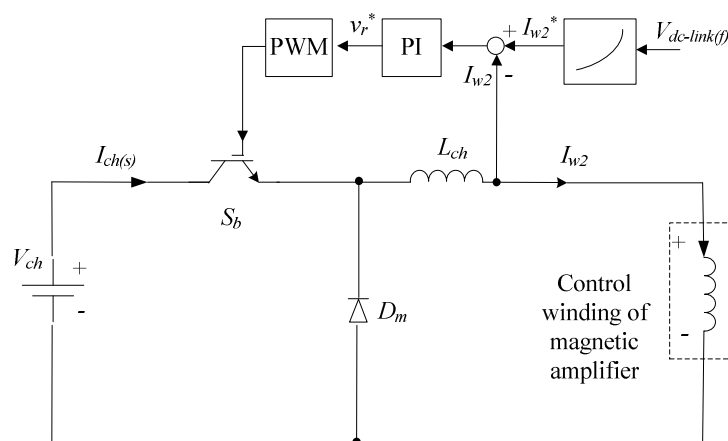 PWM
v_r*
PI
+
I_w2*
V_dc-link(f)
I_w2
-
I_ch(s)
L_ch
I_w2
S_b
V_ch
+
-
D_m
Control
winding of
magnetic
amplifier
+
-